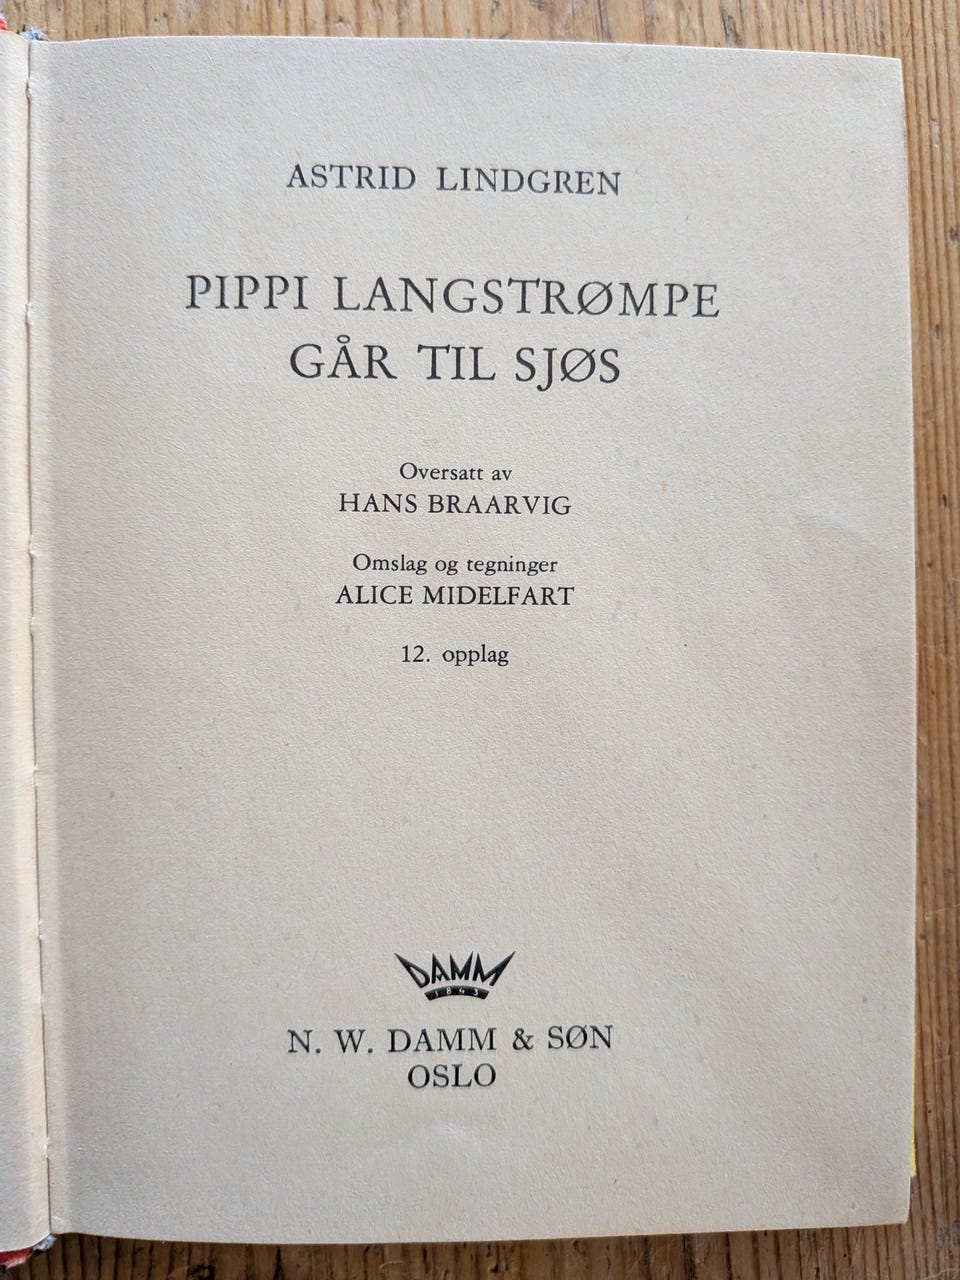 ASTRID LINDGREN
PIPPI LANGSTRØMPE
GÅR TIL SJØS
Oversatt av
HANS BRAARVIG
Omslag og tegninger
ALICE MIDELFART
12. opplag
DAMM
1843
N. W. DAMM & SØN
OSLO